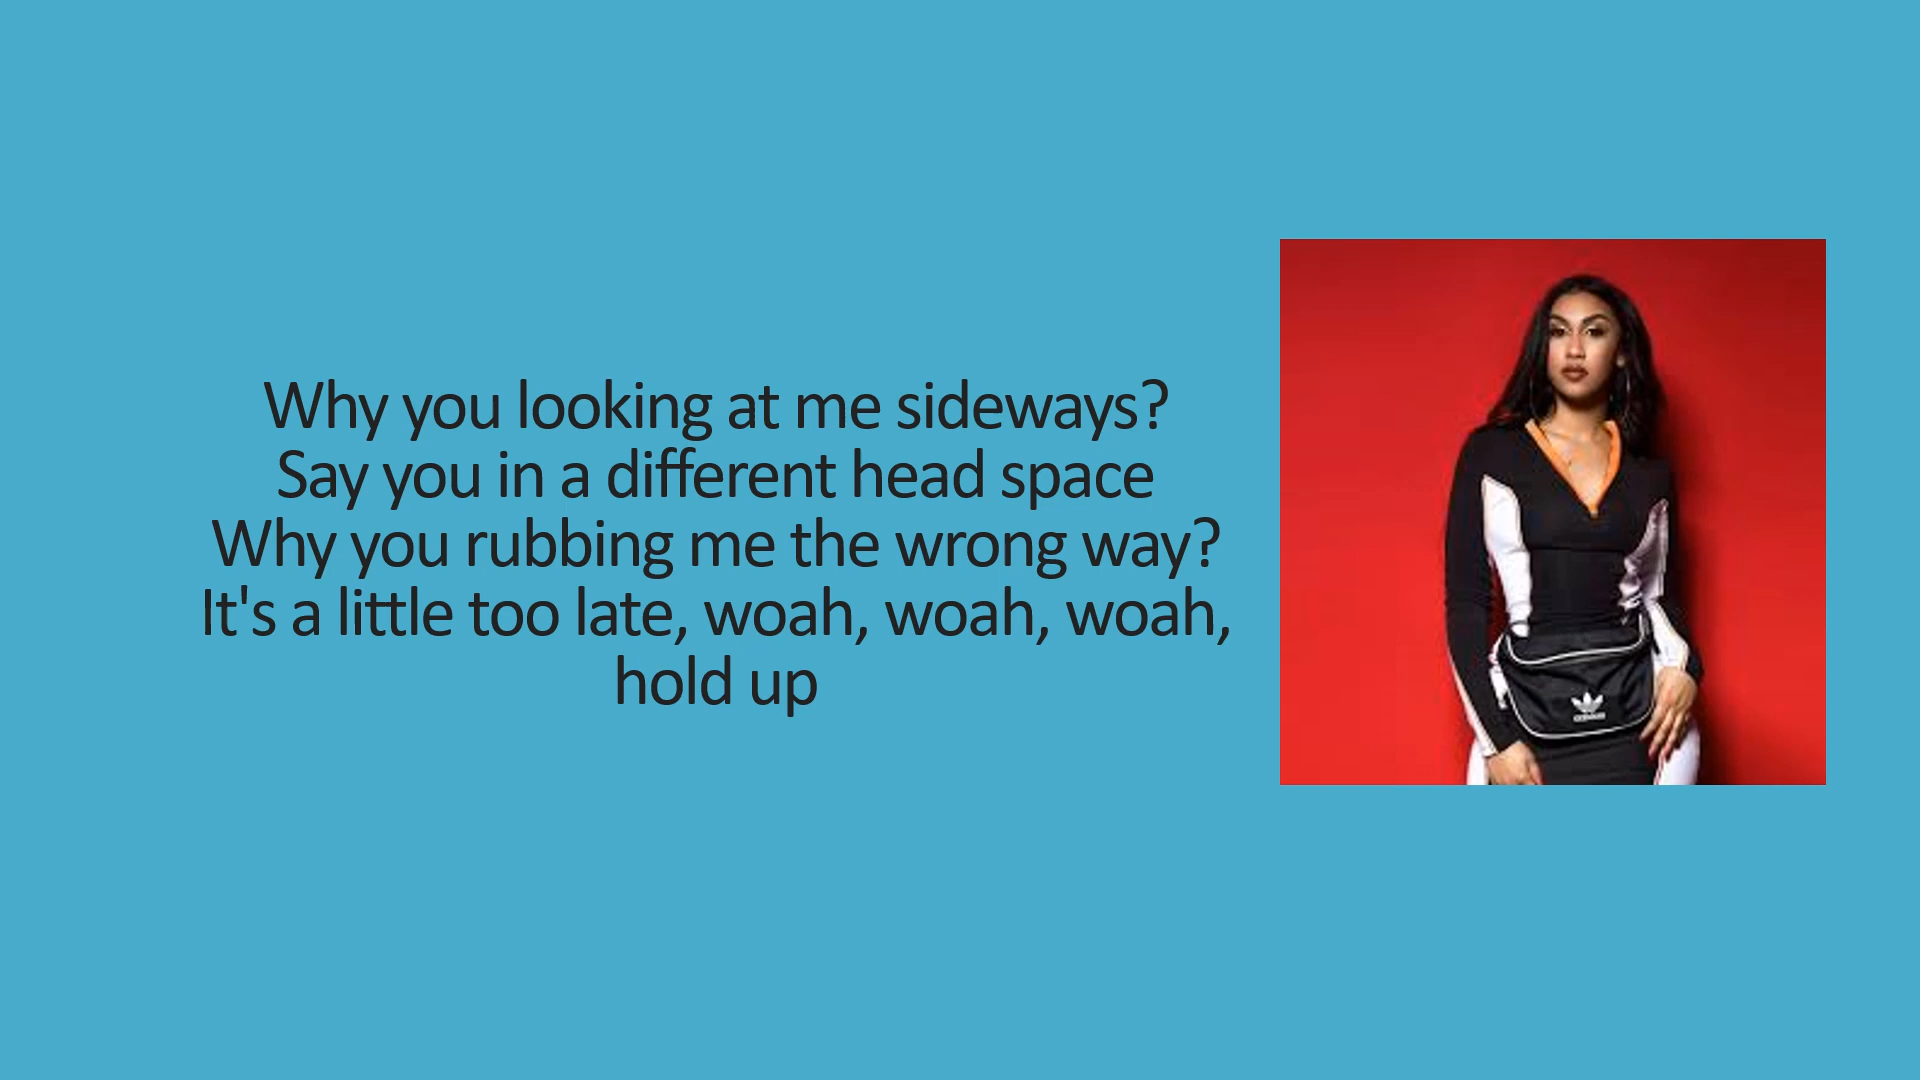 Why you looking at me sideways?
Say you in a different head space
Why you rubbing me the wrong way?
It's a little too late, woah, woah, woah,
hold up
adidas